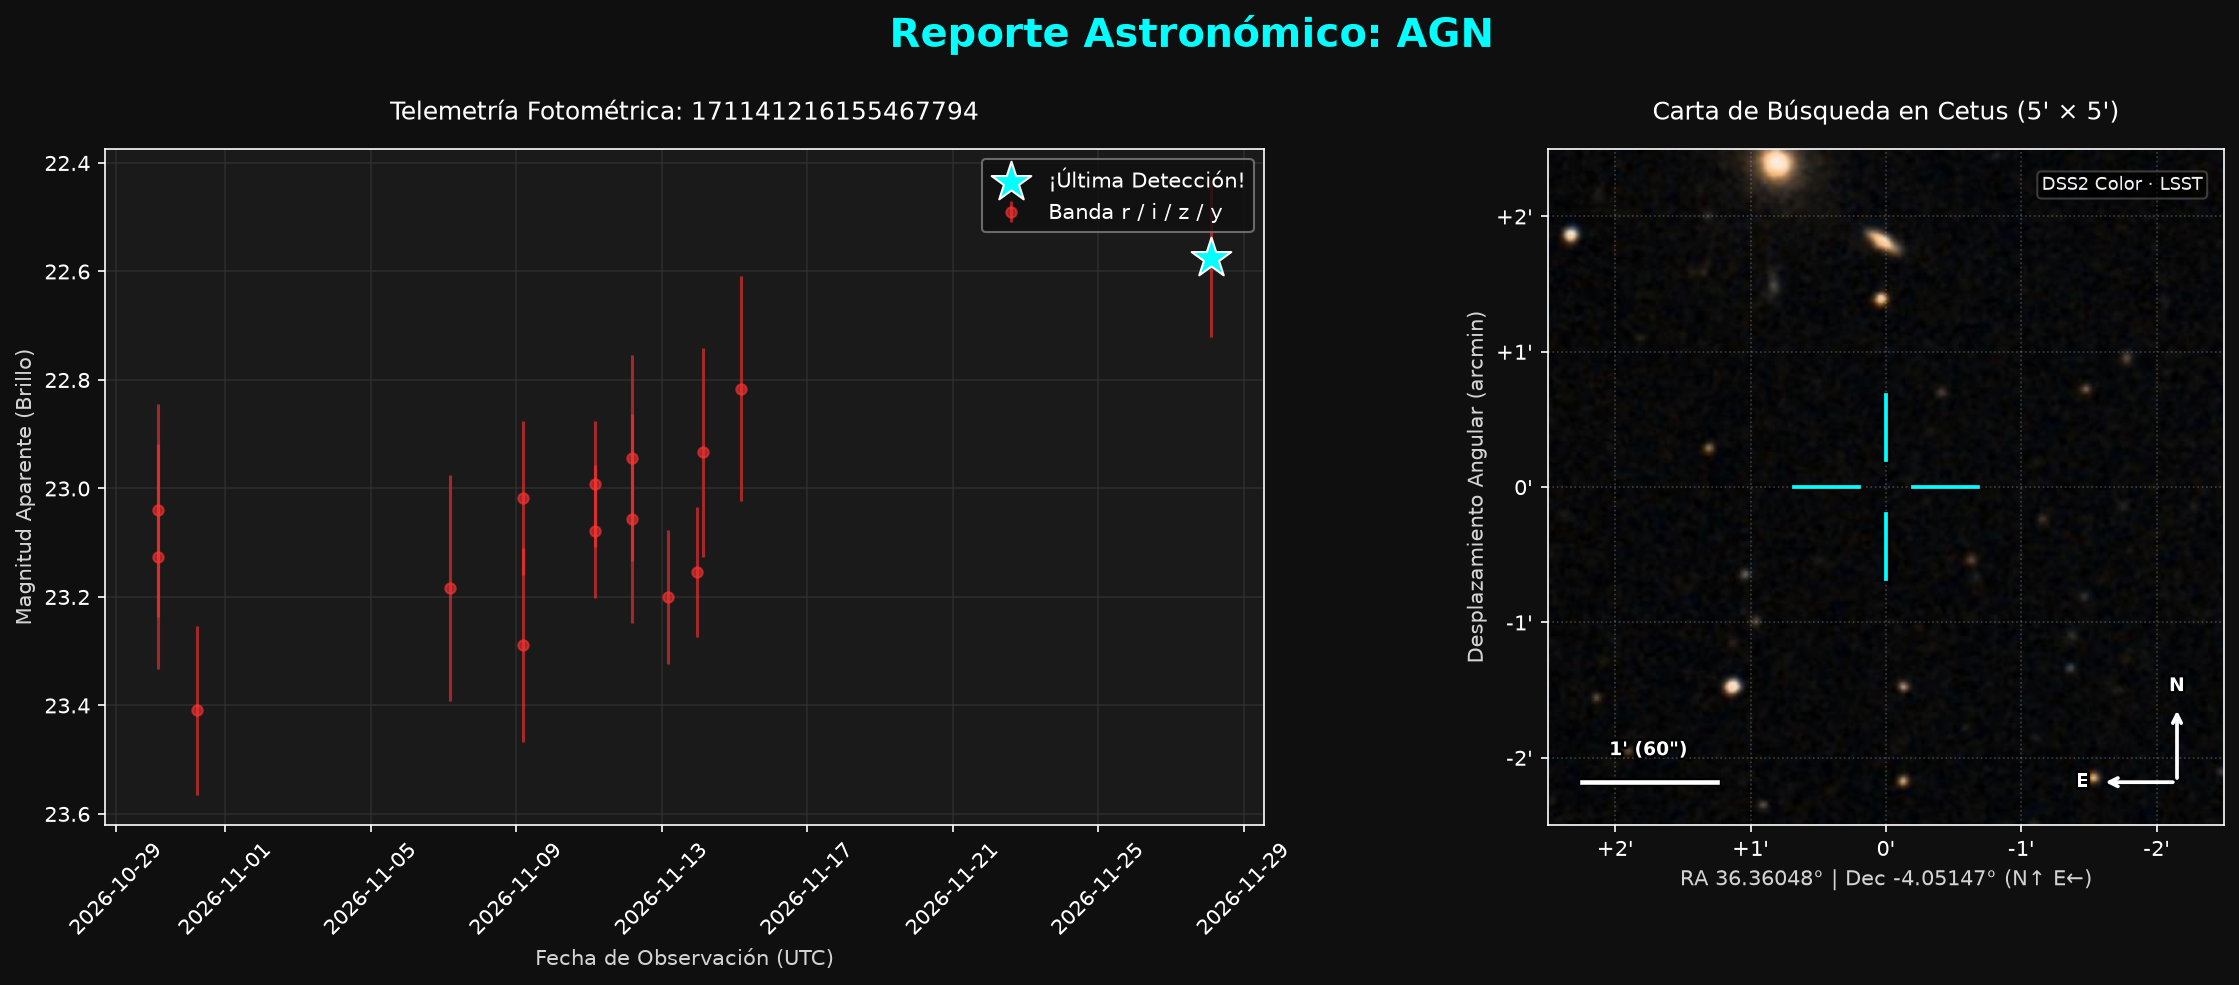 Reporte Astronómico: AGN
Telemetría Fotométrica: 171141216155467794
¡Última Detección!
Banda r / i / z / y
Magnitud Aparente (Brillo)
22.4
22.6
22.8
23.0
23.2
23.4
23.6
2026-10-29
2026-11-01
2026-11-05
2026-11-09
2026-11-13
2026-11-17
2026-11-21
2026-11-25
2026-11-29
Fecha de Observación (UTC)
Carta de Búsqueda en Cetus (5' × 5')
DSS2 Color · LSST
Desplazamiento Angular (arcmin)
+2'
+1'
0'
-1'
-2'
N
E
1' (60")
+2'
+1'
0'
-1'
-2'
RA 36.36048° | Dec -4.05147° (N↑ E←)